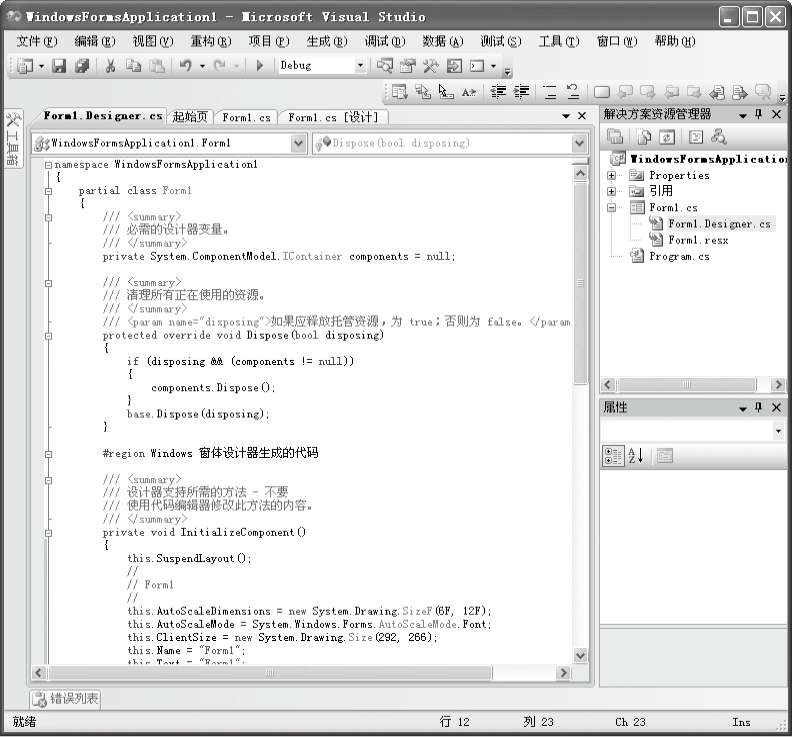 WindowsFormsApplication1 - Microsoft Visual Studio
文件(F) 编辑(E) 视图(V) 重构(R) 项目(P) 生成(B) 调试(D) 数据(A) 测试(S) 工具(T) 窗口(W) 帮助(H)
Debug
Form1.Designer.cs 起始页 Form1.cs Form1.cs [设计]
工具箱
WindowsFormsApplication1.Form1 Dispose(bool disposing)
namespace WindowsFormsApplication1
{
partial class Form1
{
/// <summary>
/// 必需的设计器变量。
/// </summary>
private System.ComponentModel.IContainer components = null;
/// <summary>
/// 清理所有正在使用的资源。
/// </summary>
/// <param name="disposing">如果应释放托管资源，为 true；否则为 false。</param
protected override void Dispose(bool disposing)
{
if (disposing && (components != null))
{
components.Dispose();
}
base.Dispose(disposing);
}
#region Windows 窗体设计器生成的代码
/// <summary>
/// 设计器支持所需的方法 - 不要
/// 使用代码编辑器修改此方法的内容。
/// </summary>
private void InitializeComponent()
{
this.SuspendLayout();
//
// Form1
//
this.AutoScaleDimensions = new System.Drawing.SizeF(6F, 12F);
this.AutoScaleMode = System.Windows.Forms.AutoScaleMode.Font;
this.ClientSize = new System.Drawing.Size(292, 266);
this.Name = "Form1";
this.Text = "Form1";
解决方案资源管理器
WindowsFormsApplication
Properties
引用
Form1.cs
Form1.Designer.cs
Form1.resx
Program.cs
属性
错误列表
就绪 行 12 列 23 Ch 23 Ins